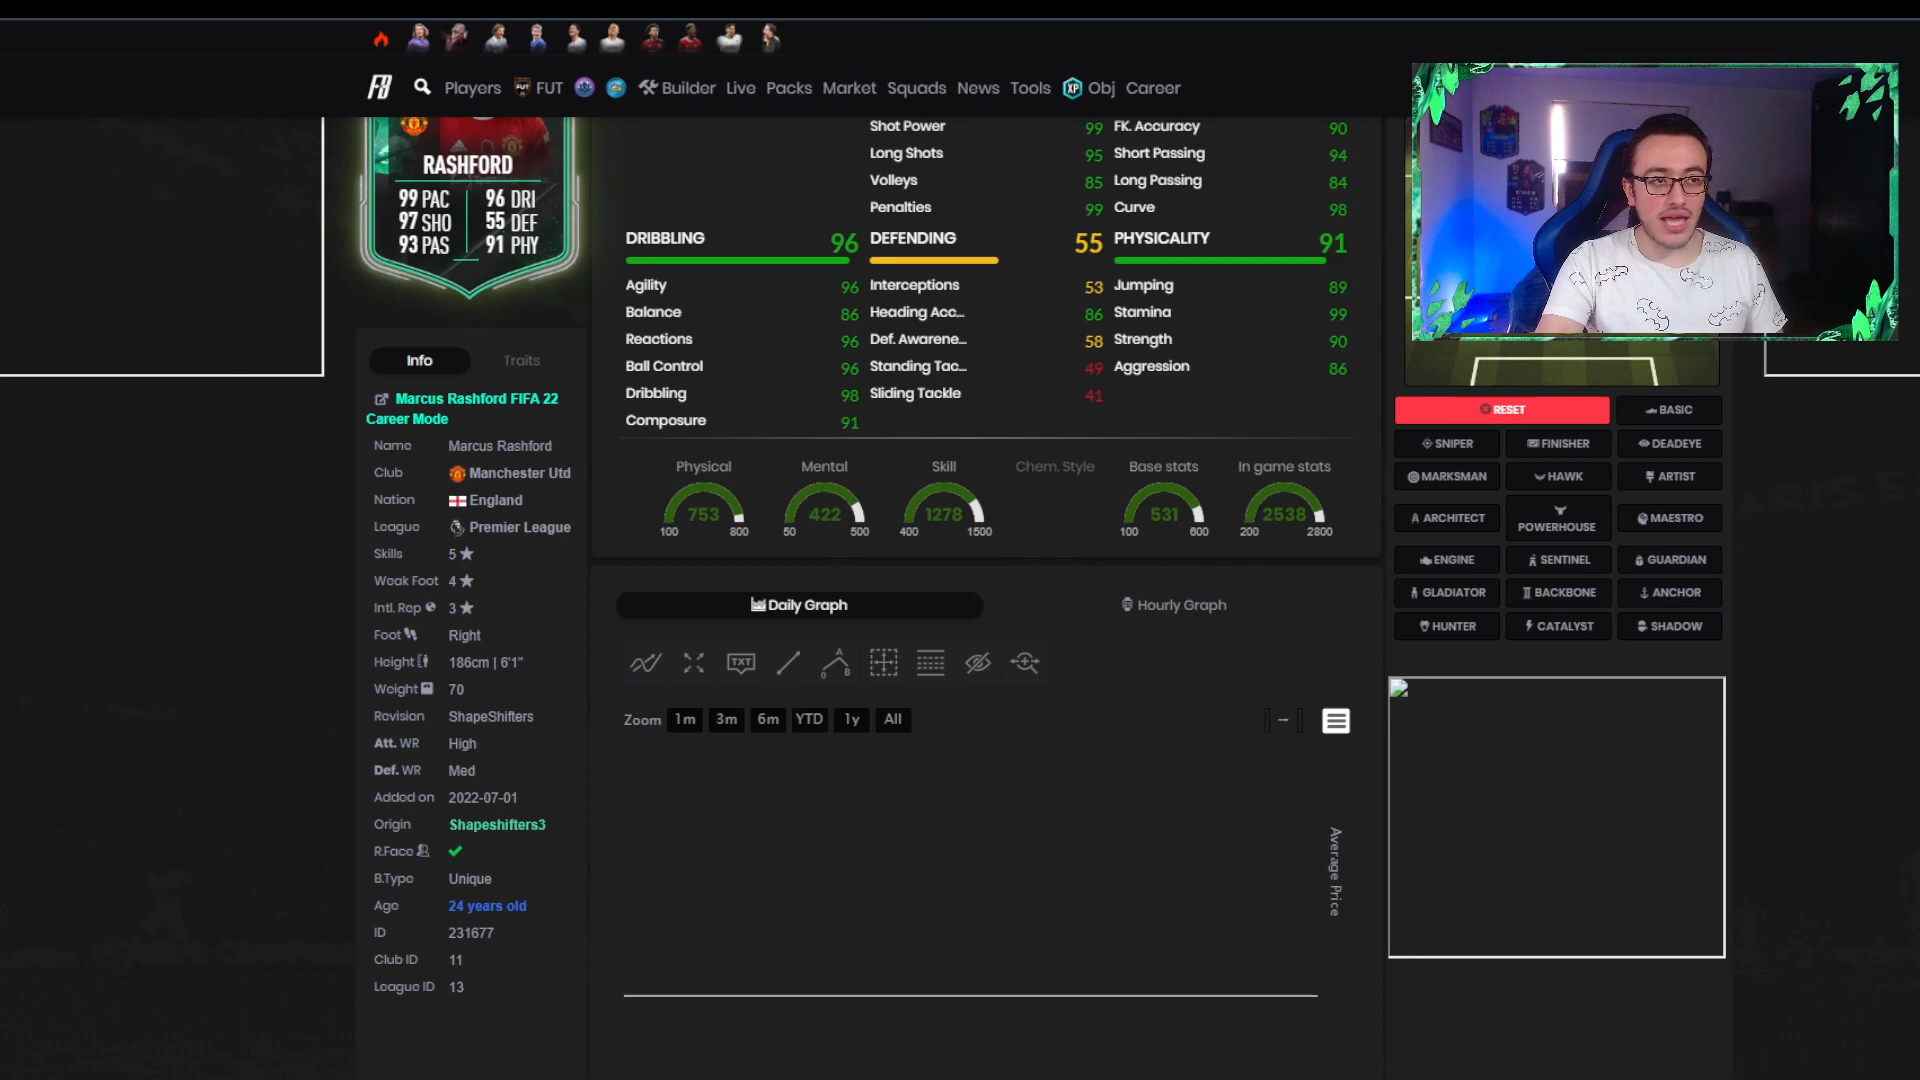 FB Players FUT Builder Live Packs Market Squads News Tools XP Obj Career
RASHFORD
99 PAC 96 DRI
97 SHO 55 DEF
93 PAS 91 PHY
Shot Power 99 FK. Accuracy 90
Long Shots 95 Short Passing 94
Volleys 85 Long Passing 84
Penalties 99 Curve 98
DRIBBLING 96 DEFENDING 55 PHYSICALITY 91
Agility 96 Interceptions 53 Jumping 89
Balance 86 Heading Acc... 86 Stamina 99
Reactions 96 Def. Awarene... 58 Strength 90
Ball Control 96 Standing Tac... 49 Aggression 86
Dribbling 98 Sliding Tackle 41
Composure 91
Physical Mental Skill Chem. Style Base stats In game stats
753 422 1278 531 2538
100 800 50 500 400 1500 100 600 200 2800
Info Traits
Marcus Rashford FIFA 22
Career Mode
Name Marcus Rashford
Club Manchester Utd
Nation England
League Premier League
Skills 5
Weak Foot 4
Intl. Rep 3
Foot Right
Height 186cm | 6'1"
Weight 70
Revision ShapeShifters
Att. WR High
Def. WR Med
Added on 2022-07-01
Origin Shapeshifters3
R.Face
B.Type Unique
Age 24 years old
ID 231677
Club ID 11
League ID 13
Daily Graph Hourly Graph
TXT
Zoom 1m 3m 6m YTD 1y All
Average Price
RESET BASIC
SNIPER FINISHER DEADEYE
MARKSMAN HAWK ARTIST
ARCHITECT POWERHOUSE MAESTRO
ENGINE SENTINEL GUARDIAN
GLADIATOR BACKBONE ANCHOR
HUNTER CATALYST SHADOW